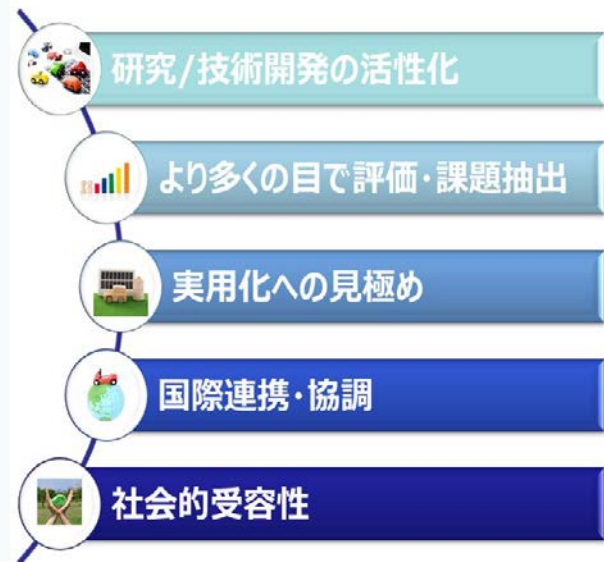 研究/技術開発の活性化
より多くの目で評価・課題抽出
実用化への見極め
国際連携・協調
社会的受容性